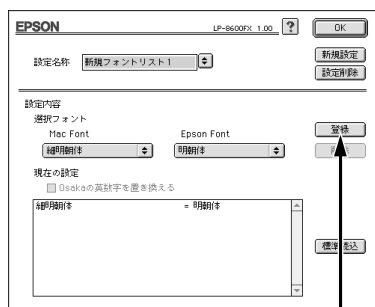 EPSON LP-8600FX 1.00 ? OK
設定名称 新規フォントリスト1 新規設定
設定削除
設定内容
選択フォント
Mac Font Epson Font 登録
細明朝体 明朝体
現在の設定
Osakaの英数字を置き換える
細明朝体 = 明朝体
標準読込